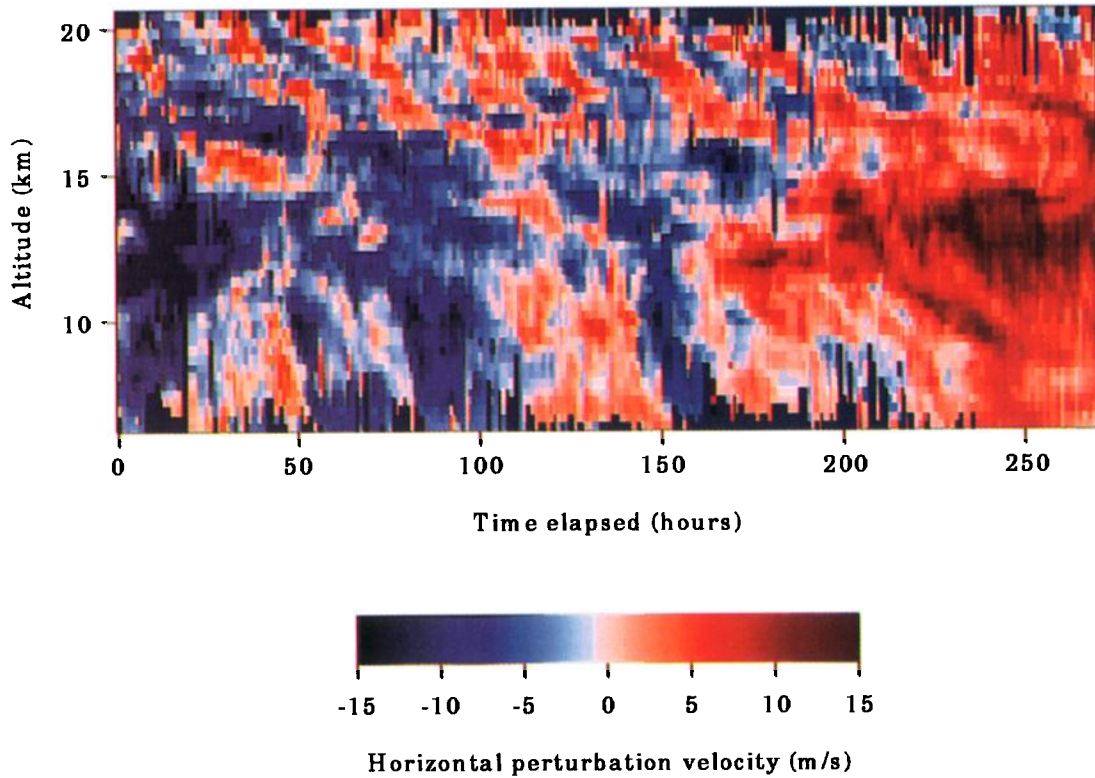 20
15
10
Altitude (km)
0 50 100 150 200 250
Time elapsed (hours)
-15 -10 -5 0 5 10 15
Horizontal perturbation velocity (m/s)